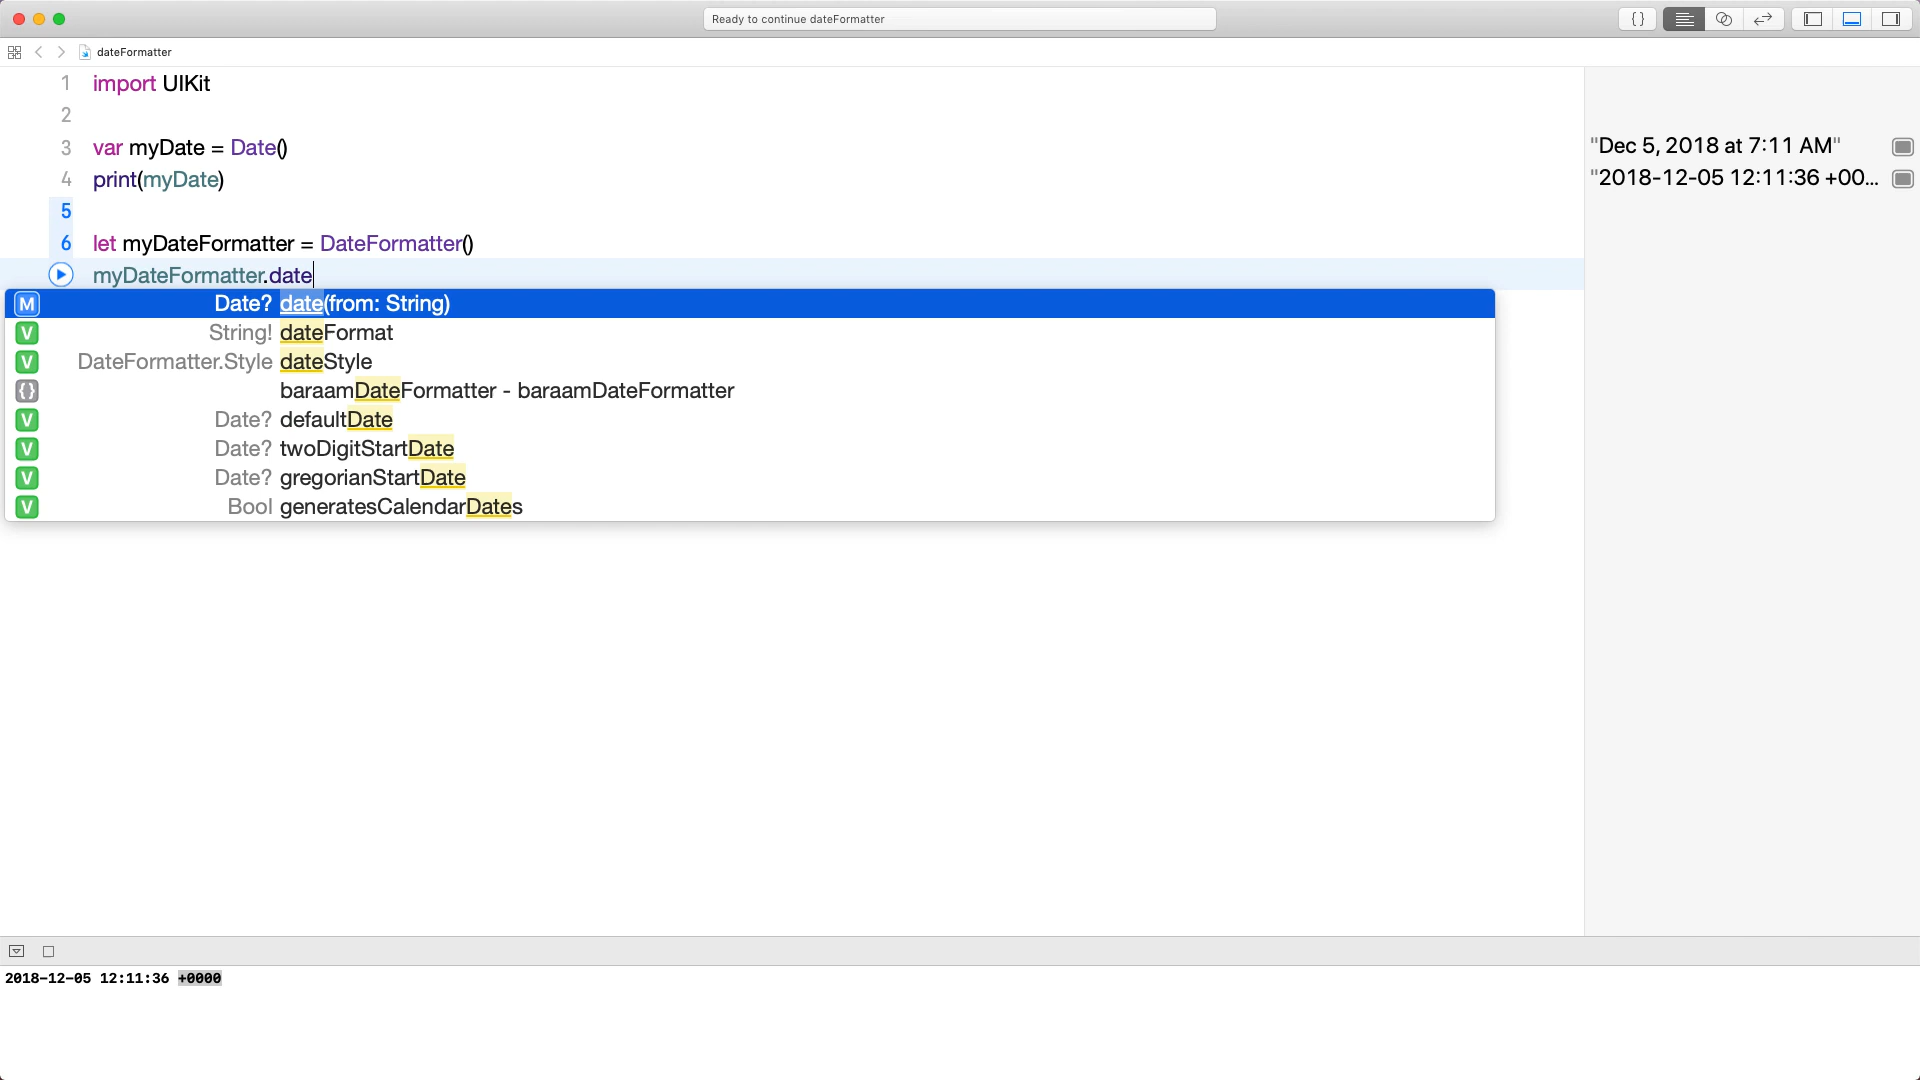 Ready to continue dateFormatter
{ }
dateFormatter
1 import UIKit
2
3 var myDate = Date()
"Dec 5, 2018 at 7:11 AM"
4 print(myDate)
"2018-12-05 12:11:36 +00...
5
6 let myDateFormatter = DateFormatter()
myDateFormatter.date
M Date? date(from: String)
V String! dateFormat
V DateFormatter.Style dateStyle
{} baraamDateFormatter - baraamDateFormatter
V Date? defaultDate
V Date? twoDigitStartDate
V Date? gregorianStartDate
V Bool generatesCalendarDates
2018-12-05 12:11:36 +0000